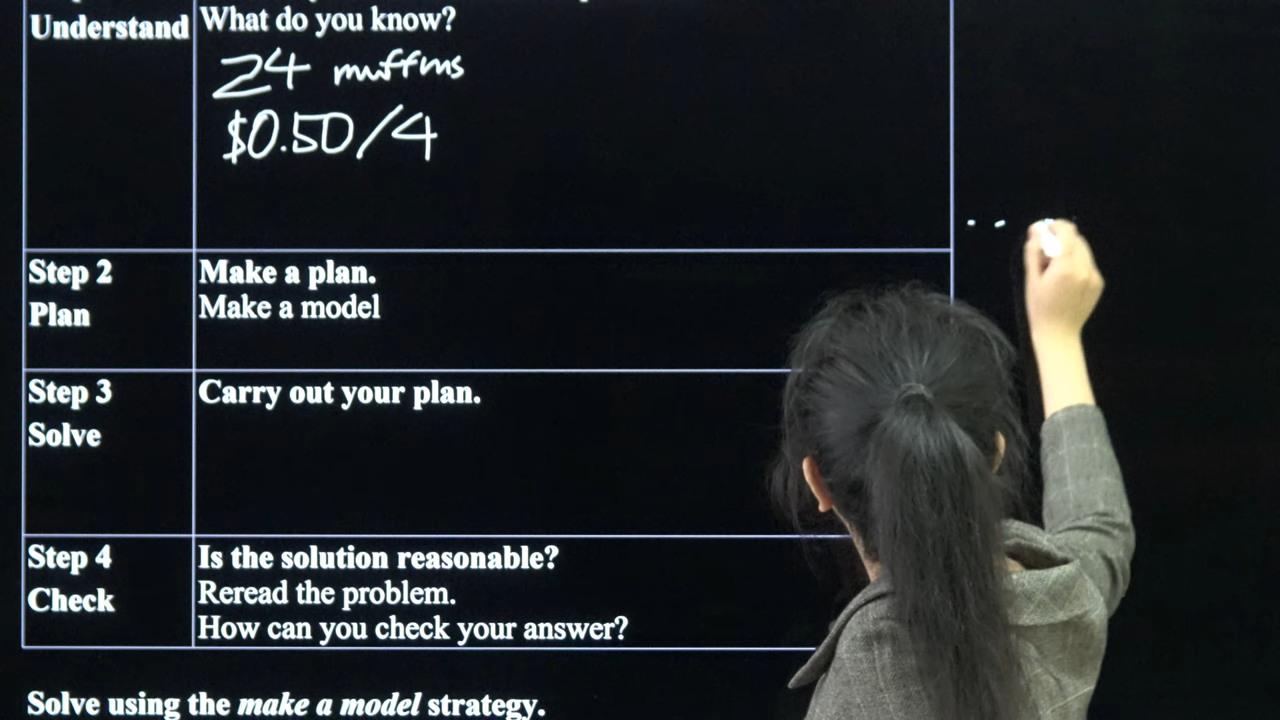 Understand
What do you know?
24 muffins
$0.50/4
Step 2
Plan
Make a plan.
Make a model
Step 3
Solve
Carry out your plan.
Step 4
Check
Is the solution reasonable?
Reread the problem.
How can you check your answer?
Solve using the make a model strategy.